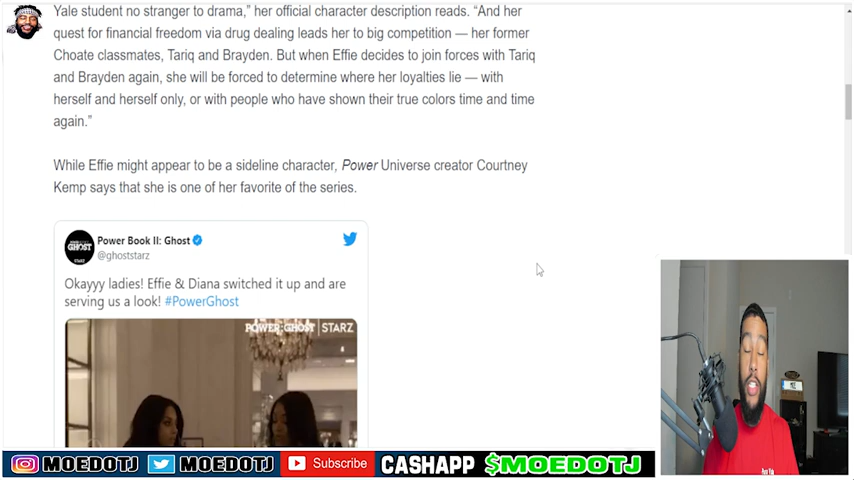 Yale student no stranger to drama,” her official character description reads. “And her
quest for financial freedom via drug dealing leads her to big competition — her former
Choate classmates, Tariq and Brayden. But when Effie decides to join forces with Tariq
and Brayden again, she will be forced to determine where her loyalties lie — with
herself and herself only, or with people who have shown their true colors time and time
again.”
While Effie might appear to be a sideline character, Power Universe creator Courtney
Kemp says that she is one of her favorite of the series.
GHOST
Power Book II: Ghost
@ghoststarz
Okayyy ladies! Effie & Diana switched it up and are
serving us a look! #PowerGhost
POWER GHOST | STARZ
MOEDOTJ
MOEDOTJ
Subscribe
CASHAPP $MOEDOTJ